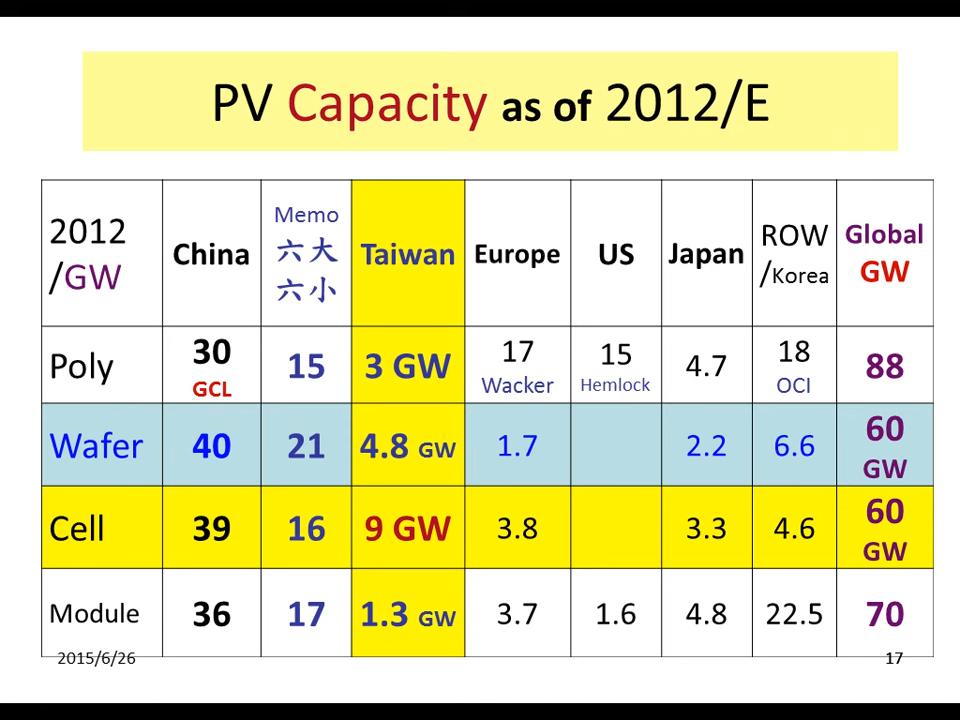 PV Capacity as of 2012/E
2012
/GW
China
Memo
六大
六小
Taiwan
Europe
US
Japan
ROW
/Korea
Global
GW
Poly
30
GCL
15
3 GW
17
Wacker
15
Hemlock
4.7
18
OCI
88
Wafer
40
21
4.8 GW
1.7
2.2
6.6
60
GW
Cell
39
16
9 GW
3.8
3.3
4.6
60
GW
Module
36
17
1.3 GW
3.7
1.6
4.8
22.5
70
2015/6/26
17